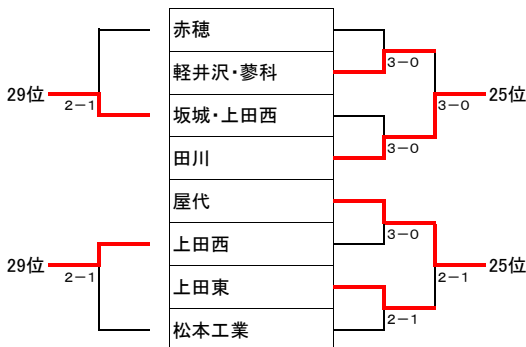 赤穂
3－0
軽井沢・蓼科
29位
2－1
3－0
25位
坂城・上田西
3－0
田川
屋代
3－0
上田西
29位
2－1
2－1
25位
上田東
2－1
松本工業